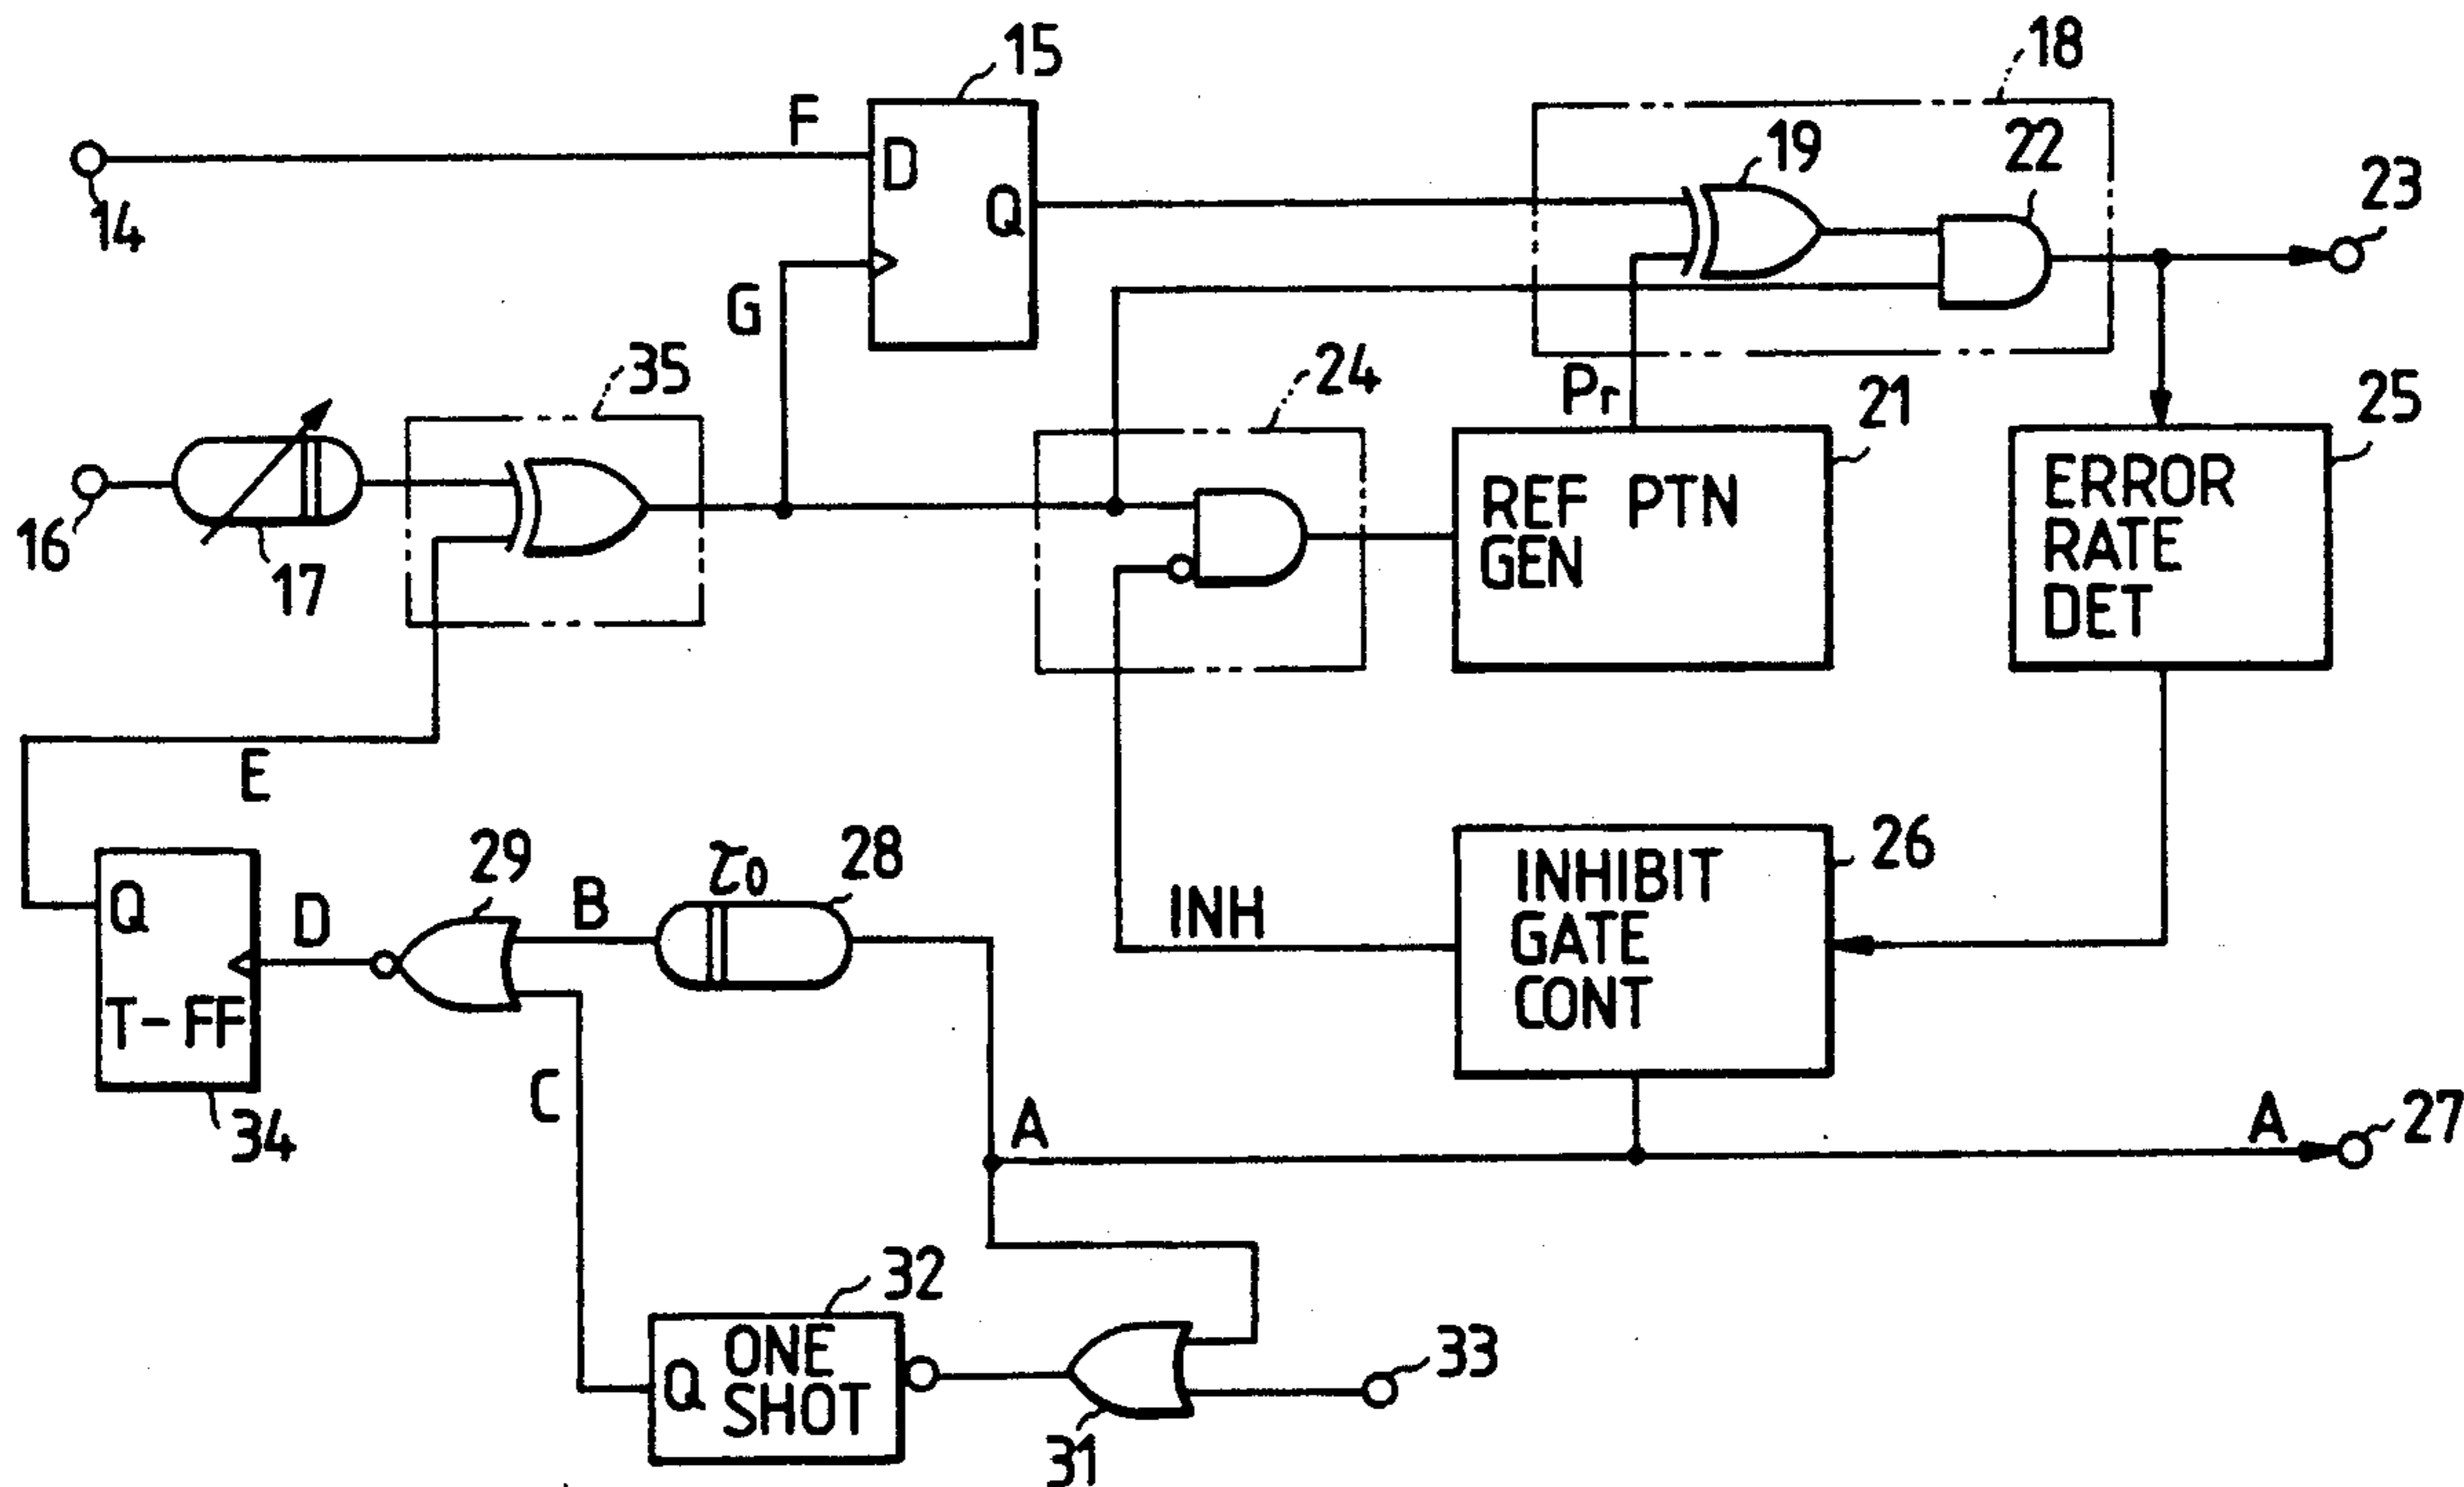 15
18
F
19
22
D
23
14
Q
G
35
24
Pr
21
25
REF PTN
GEN
ERROR
RATE
DET
16
17
E
29
τ0
28
26
Q
D
B
INH
INHIBIT
GATE
CONT
T-FF
C
34
A
A
27
32
ONE
Q
SHOT
33
31